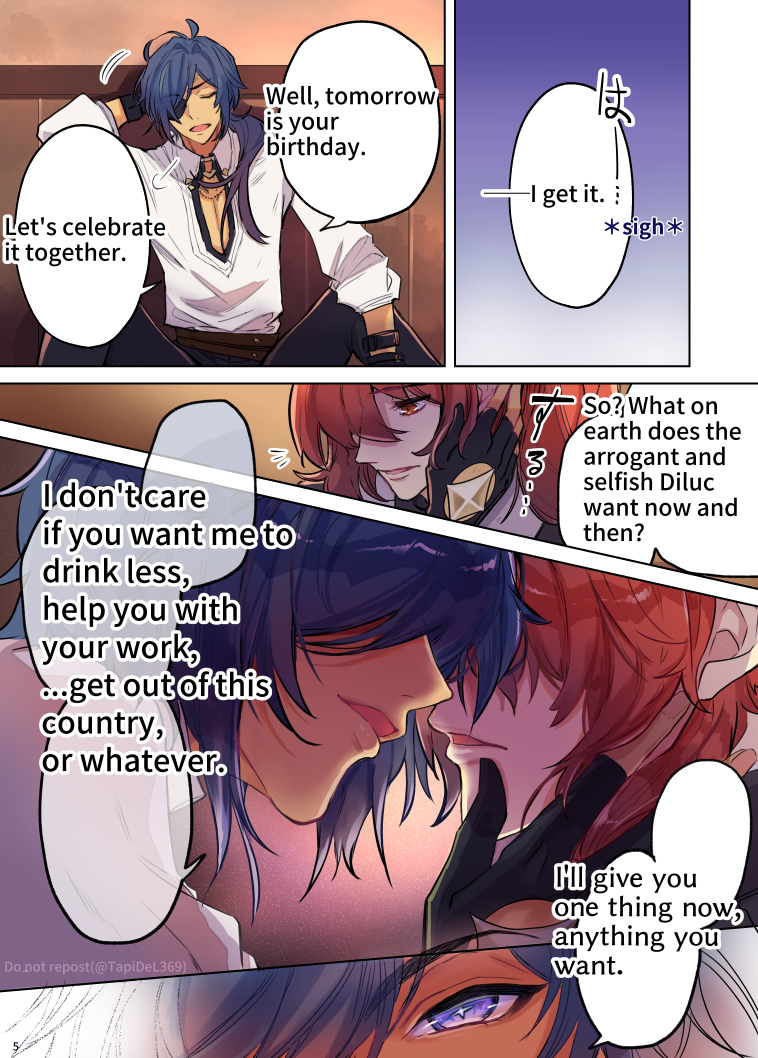 は
I get it.
*sigh*
Well, tomorrow
is your
birthday.
Let's celebrate
it together.
する
So? What on
earth does the
arrogant and
selfish Diluc
want now and
then?
I don't care
if you want me to
drink less,
help you with
your work,
...get out of this
country,
or whatever.
I'll give you
one thing now,
anything you
want.
Do not repost(@TapiDeL369)
5